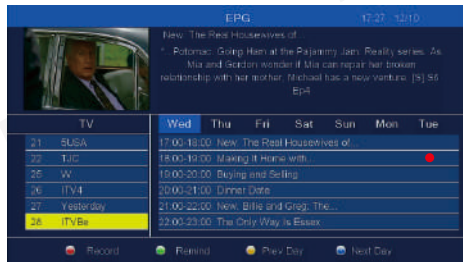 EPG 17:27 12/10
New: The Real Housewives of...
*. Potomac: Going Ham at the Pajammy Jam. Reality series. As
Mia and Gordon wonder if Mia can repair her broken
relationship with her mother, Michael has a new venture. [S] S6
Ep4
TV
Wed Thu Fri Sat Sun Mon Tue
21 5USA
22 TJC
25 W
26 ITV4
27 Yesterday
28 ITVBe
17:00-18:00 New: The Real Housewives of...
18:00-19:00 Making It Home with...
19:00-20:00 Buying and Selling
20:00-21:00 Dinner Date
21:00-22:00 New: Billie and Greg: The...
22:00-23:00 The Only Way Is Essex
Record Remind Prev Day Next Day